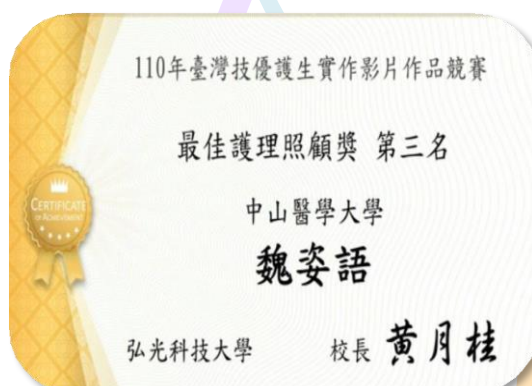 110年臺灣技優護生實作影片作品競賽
最佳護理照顧獎 第三名
CERTIFICATE
OF ACHIEVEMENT
中山醫學大學
魏姿語
弘光科技大學 校長 黃月桂